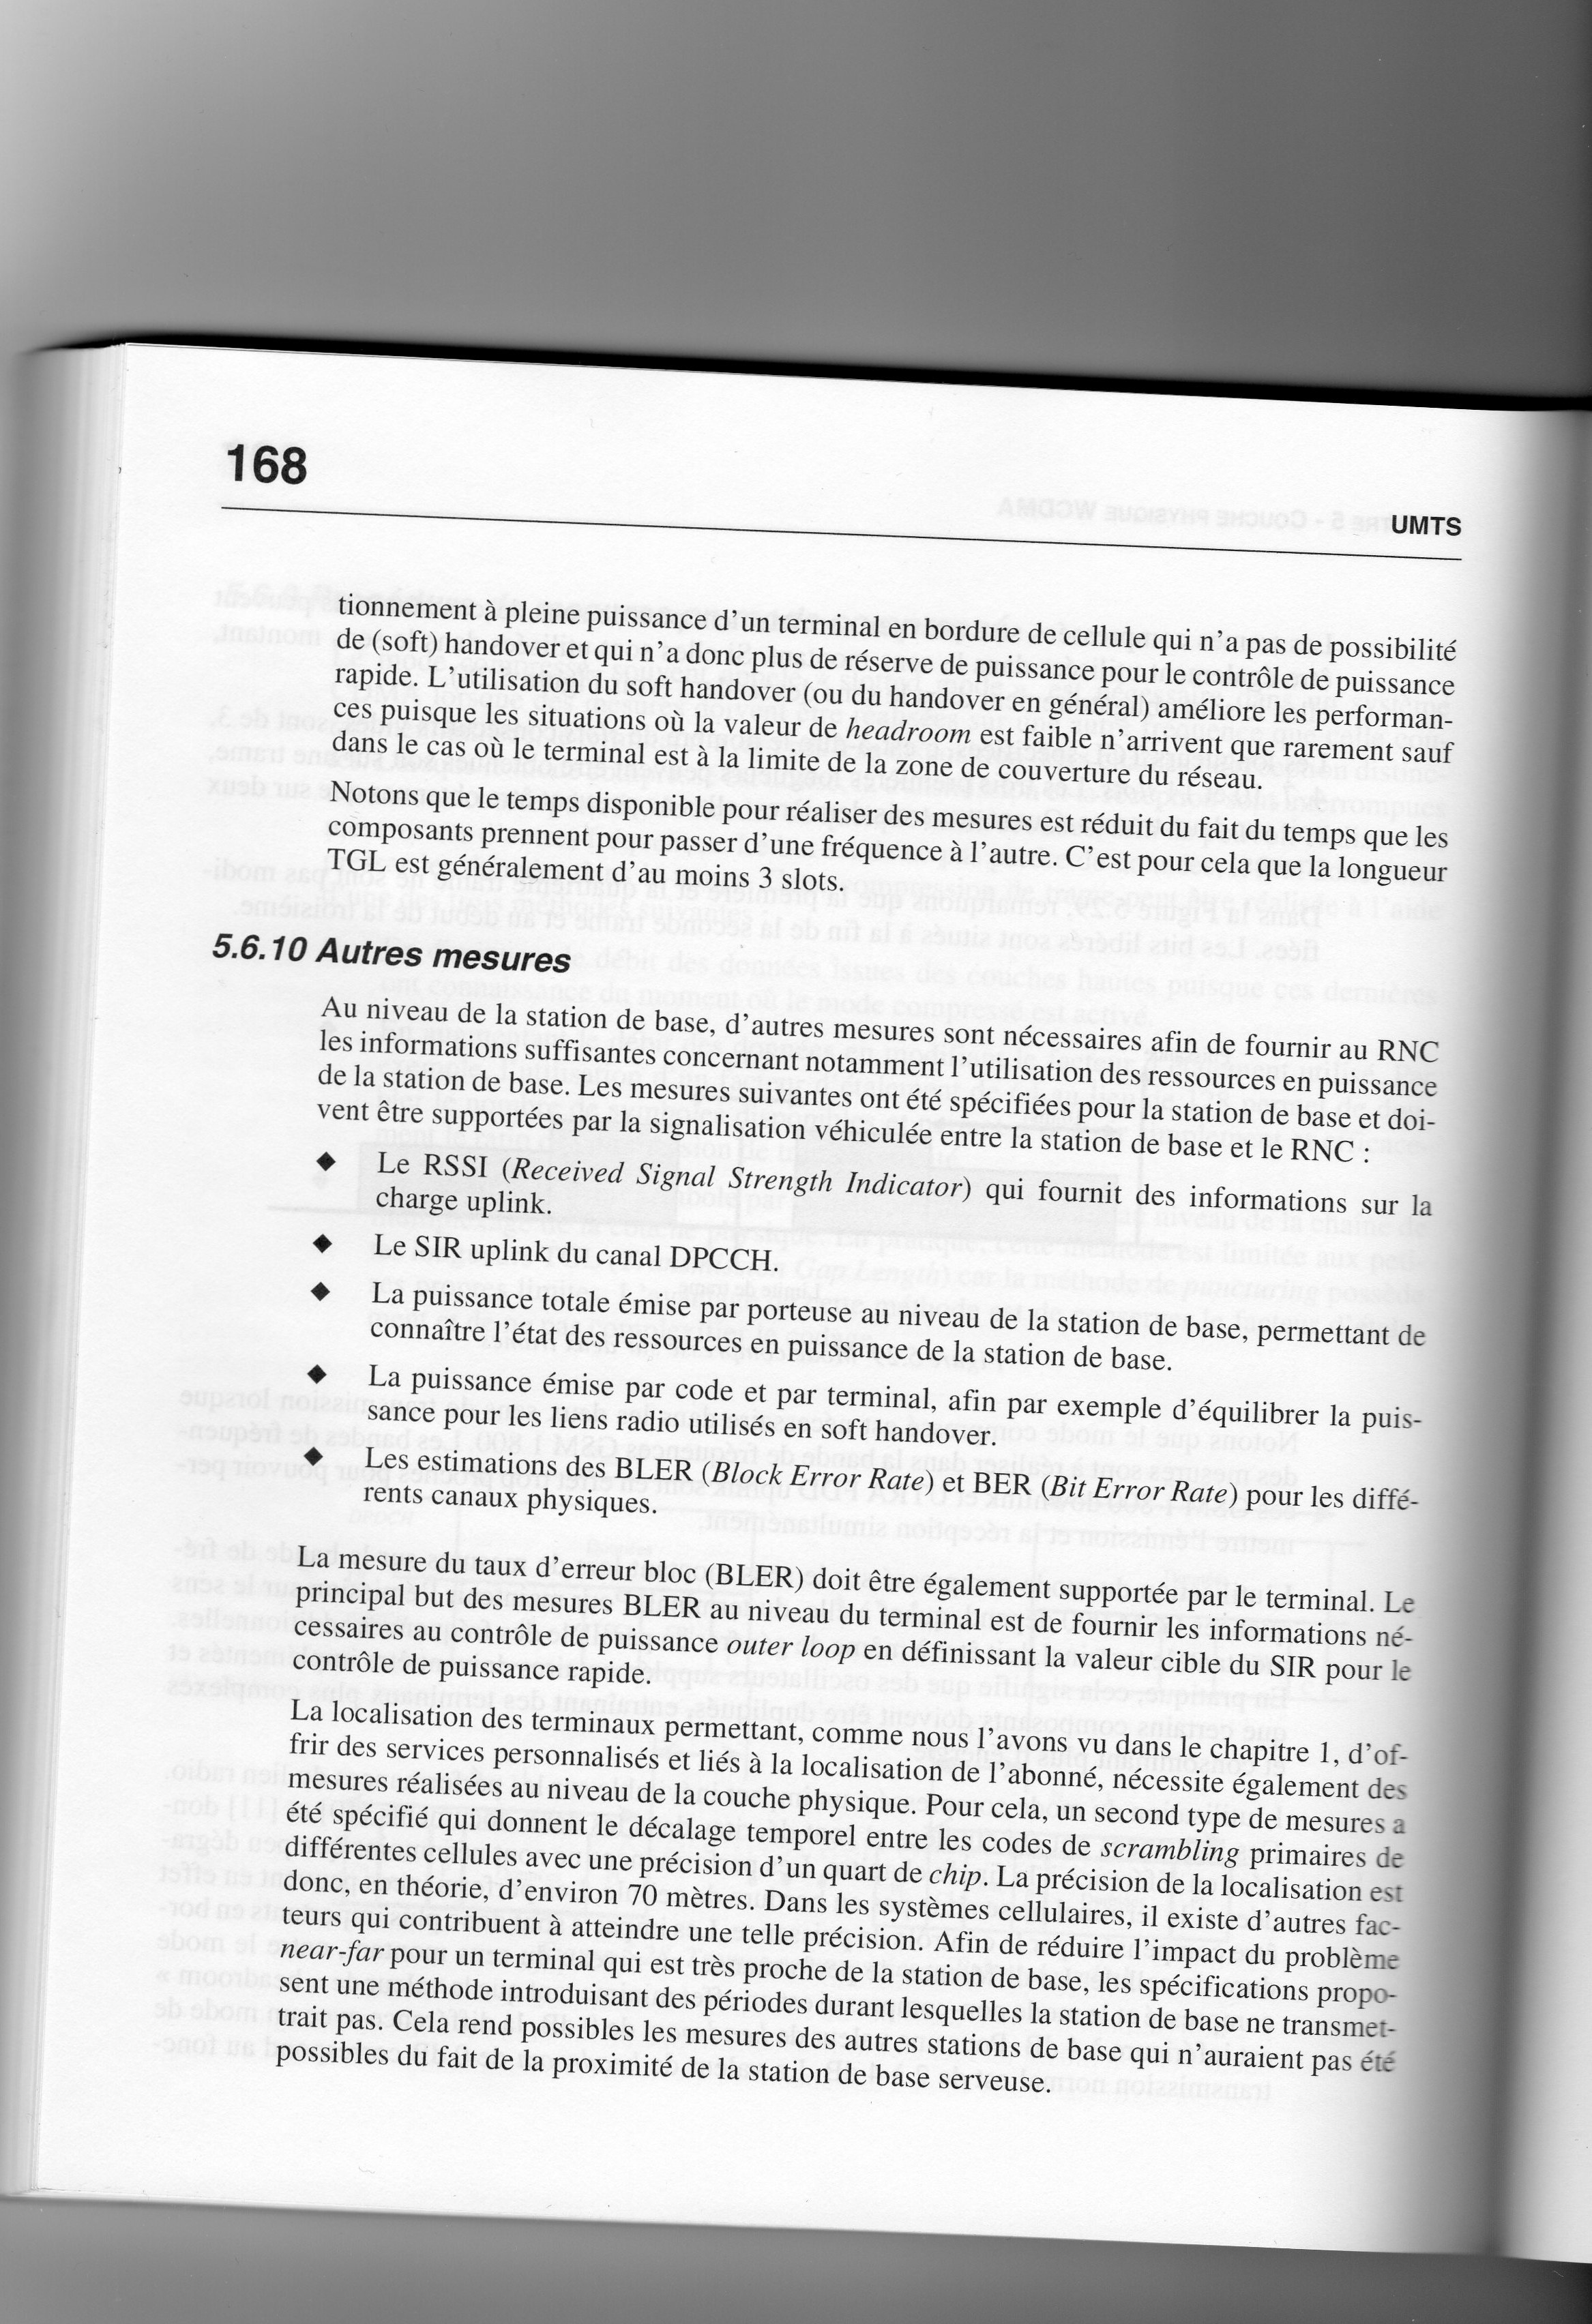 168
UMTS
tionnement à pleine puissance d'un terminal en bordure de cellule qui n'a pas de possibilité
de (soft) handover et qui n'a donc plus de réserve de puissance pour le contrôle de puissance
rapide. L'utilisation du soft handover (ou du handover en général) améliore les performan-
ces puisque les situations où la valeur de headroom est faible n'arrivent que rarement sauf
dans le cas où le terminal est à la limite de la zone de couverture du réseau.
Notons que le temps disponible pour réaliser des mesures est réduit du fait du temps que les
composants prennent pour passer d'une fréquence à l'autre. C'est pour cela que la longueur
TGL est généralement d'au moins 3 slots.
5.6.10 Autres mesures
Au niveau de la station de base, d'autres mesures sont nécessaires afin de fournir au RNC
les informations suffisantes concernant notamment l'utilisation des ressources en puissance
de la station de base. Les mesures suivantes ont été spécifiées pour la station de base et doi-
vent être supportées par la signalisation véhiculée entre la station de base et le RNC :
◆ Le RSSI (Received Signal Strength Indicator) qui fournit des informations sur la
charge uplink.
◆ Le SIR uplink du canal DPCCH.
◆ La puissance totale émise par porteuse au niveau de la station de base, permettant de
connaître l'état des ressources en puissance de la station de base.
◆ La puissance émise par code et par terminal, afin par exemple d'équilibrer la puis-
sance pour les liens radio utilisés en soft handover.
◆ Les estimations des BLER (Block Error Rate) et BER (Bit Error Rate) pour les diffé-
rents canaux physiques.
La mesure du taux d'erreur bloc (BLER) doit être également supportée par le terminal. Le
principal but des mesures BLER au niveau du terminal est de fournir les informations né-
cessaires au contrôle de puissance outer loop en définissant la valeur cible du SIR pour le
contrôle de puissance rapide.
La localisation des terminaux permettant, comme nous l'avons vu dans le chapitre 1, d'of-
frir des services personnalisés et liés à la localisation de l'abonné, nécessite également des
mesures réalisées au niveau de la couche physique. Pour cela, un second type de mesures a
été spécifié qui donnent le décalage temporel entre les codes de scrambling primaires de
différentes cellules avec une précision d'un quart de chip. La précision de la localisation est
donc, en théorie, d'environ 70 mètres. Dans les systèmes cellulaires, il existe d'autres fac-
teurs qui contribuent à atteindre une telle précision. Afin de réduire l'impact du problème
near-far pour un terminal qui est très proche de la station de base, les spécifications propo-
sent une méthode introduisant des périodes durant lesquelles la station de base ne transmet-
trait pas. Cela rend possibles les mesures des autres stations de base qui n'auraient pas été
possibles du fait de la proximité de la station de base serveuse.